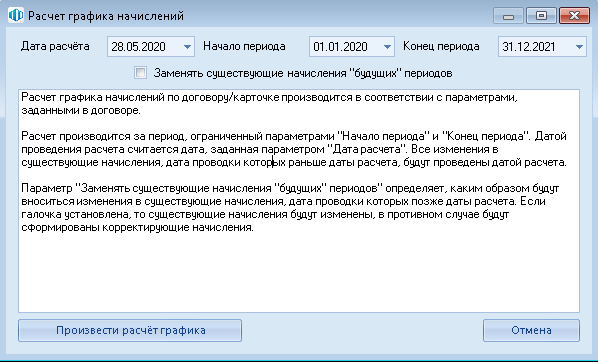 Расчет графика начислений
Дата расчёта 28.05.2020 Начало периода 01.01.2020 Конец периода 31.12.2021
Заменять существующие начисления "будущих" периодов
Расчет графика начислений по договору/карточке производится в соответствии с параметрами,
заданными в договоре.
Расчет производится за период, ограниченный параметрами "Начало периода" и "Конец периода". Датой
проведения расчета считается дата, заданная параметром "Дата расчета". Все изменения в
существующие начисления, дата проводки которых раньше даты расчета, будут проведены датой расчета.
Параметр "Заменять существующие начисления "будущих" периодов" определяет, каким образом будут
вноситься изменения в существующие начисления, дата проводки которых позже даты расчета. Если
галочка установлена, то существующие начисления будут изменены, в противном случае будут
сформированы корректирующие начисления.
Произвести расчёт графика Отмена